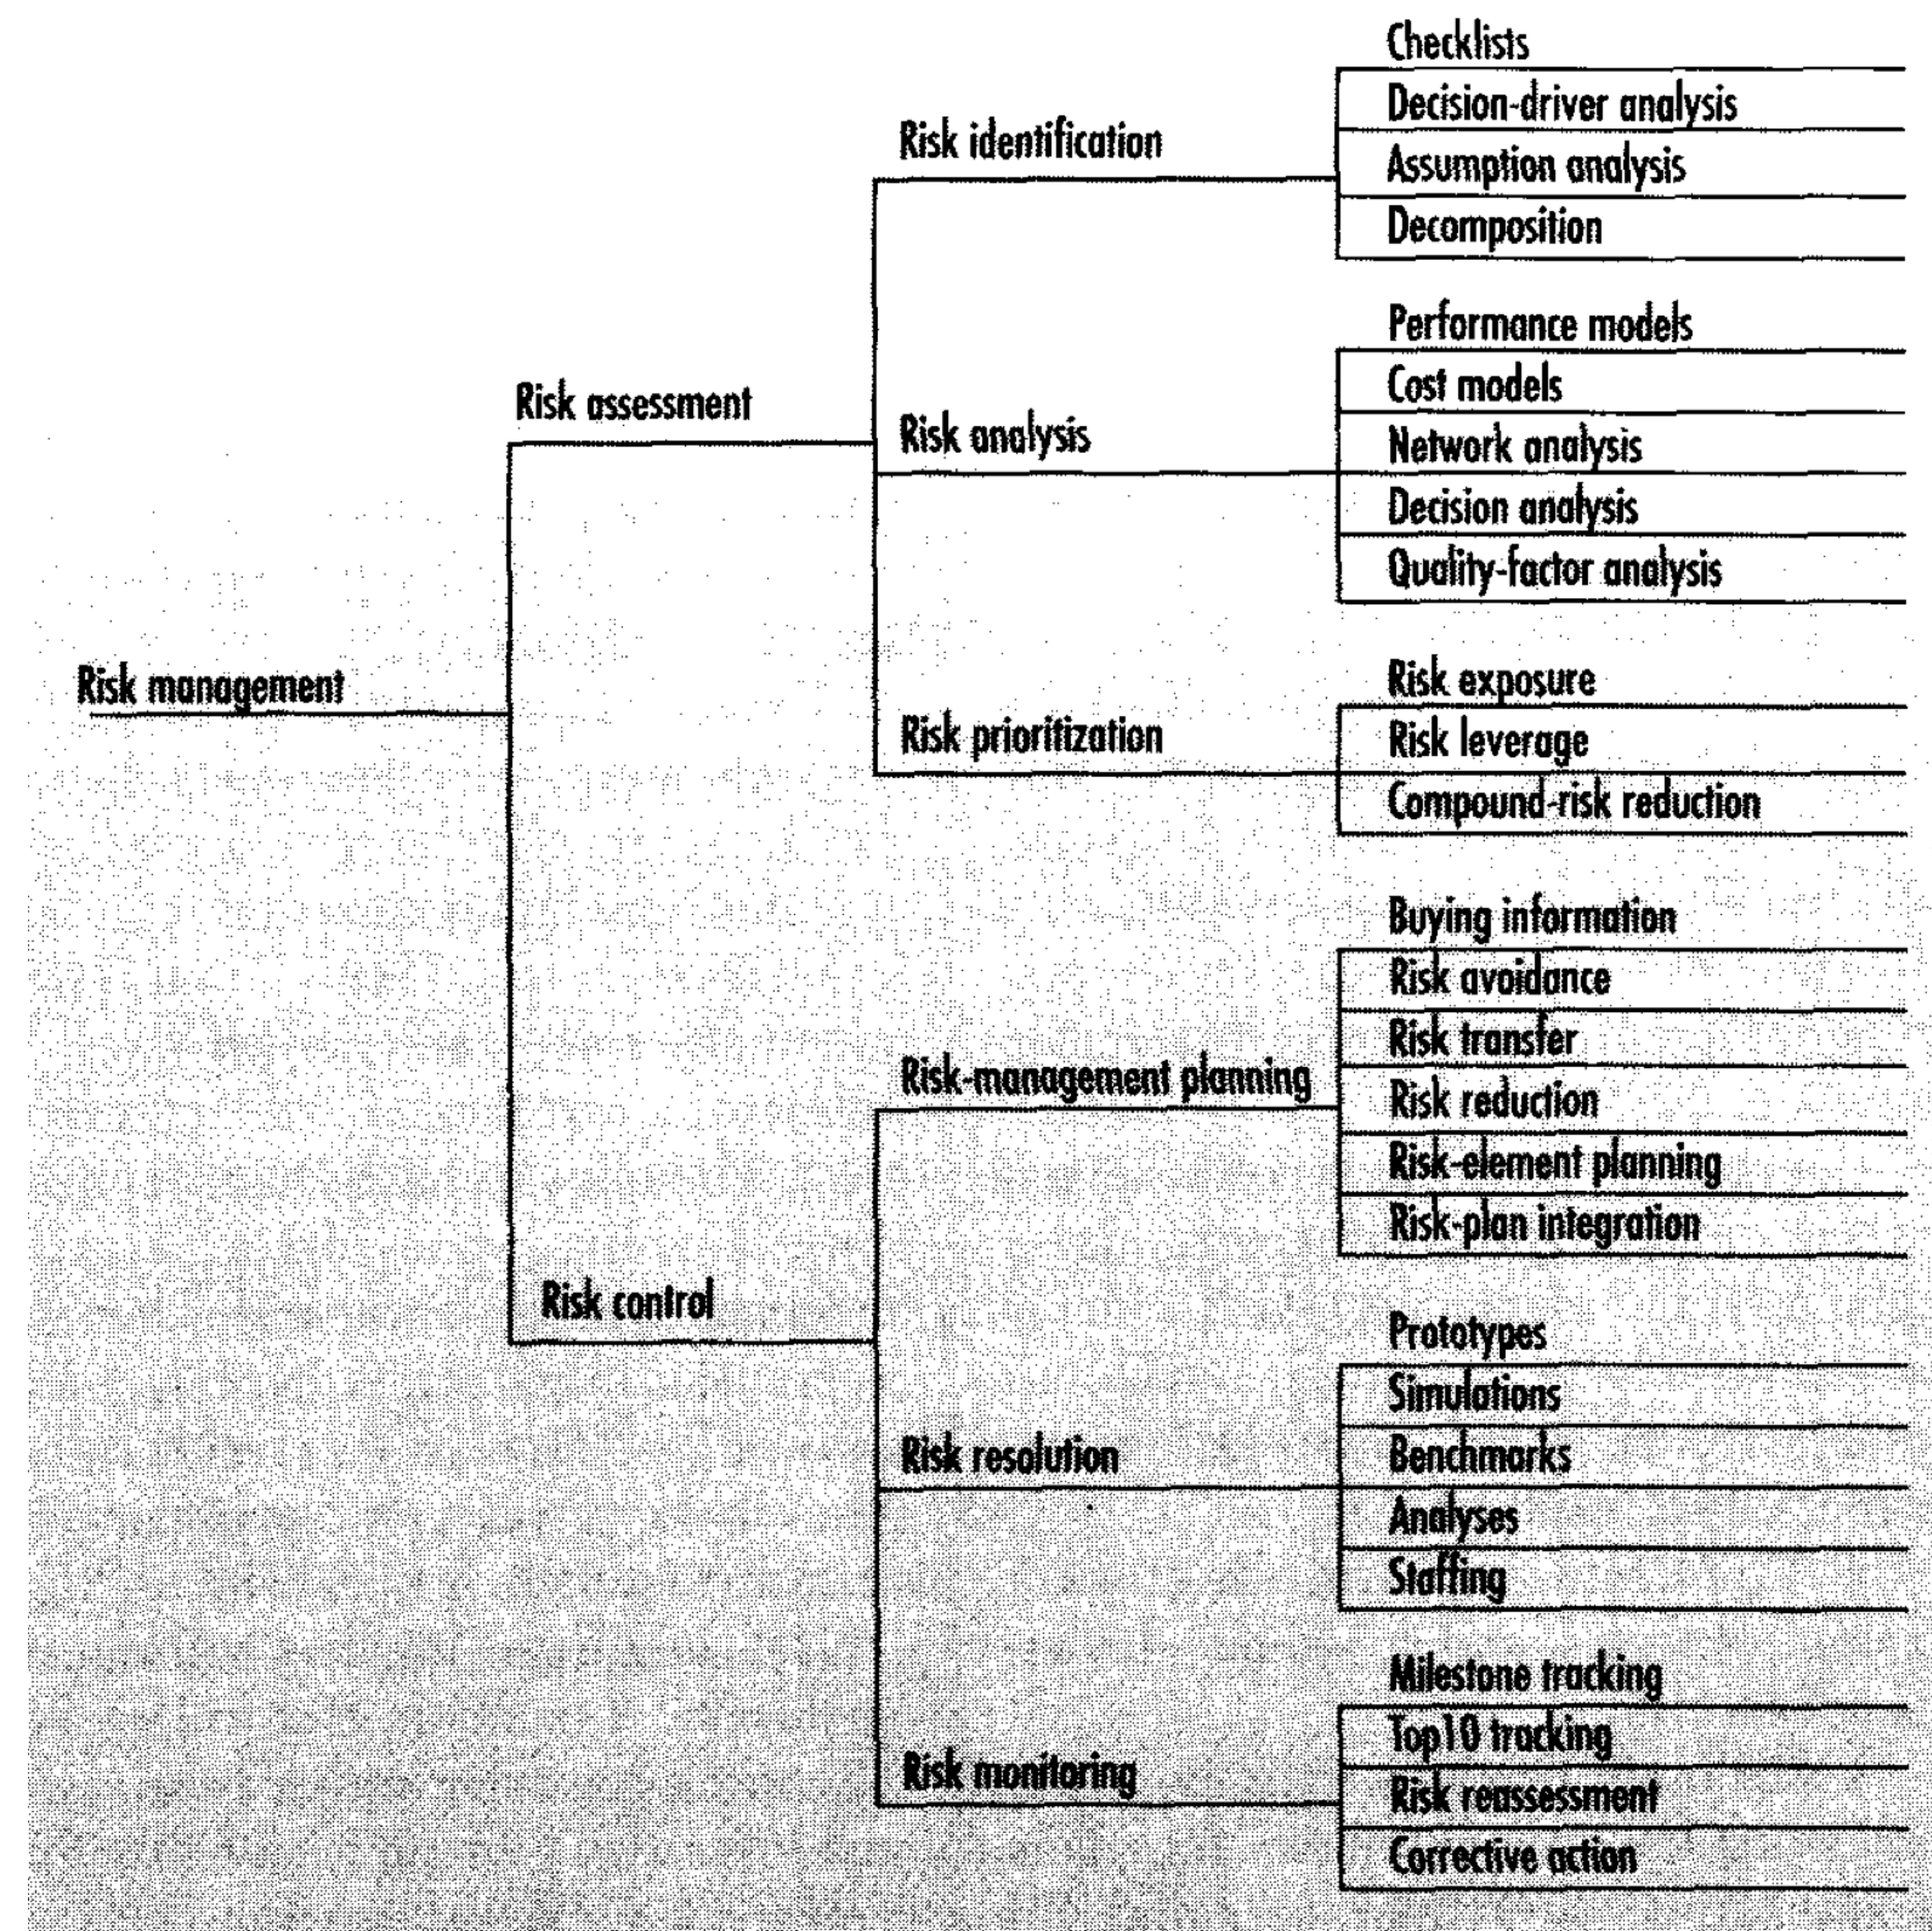 Risk management
Risk assessment
Risk identification
Checklists
Decision-driver analysis
Assumption analysis
Decomposition
Risk analysis
Performance models
Cost models
Network analysis
Decision analysis
Quality-factor analysis
Risk prioritization
Risk exposure
Risk leverage
Compound-risk reduction
Risk control
Risk-management planning
Buying information
Risk avoidance
Risk transfer
Risk reduction
Risk-element planning
Risk-plan integration
Risk resolution
Prototypes
Simulations
Benchmarks
Analyses
Staffing
Risk monitoring
Milestone tracking
Top10 tracking
Risk reassessment
Corrective action